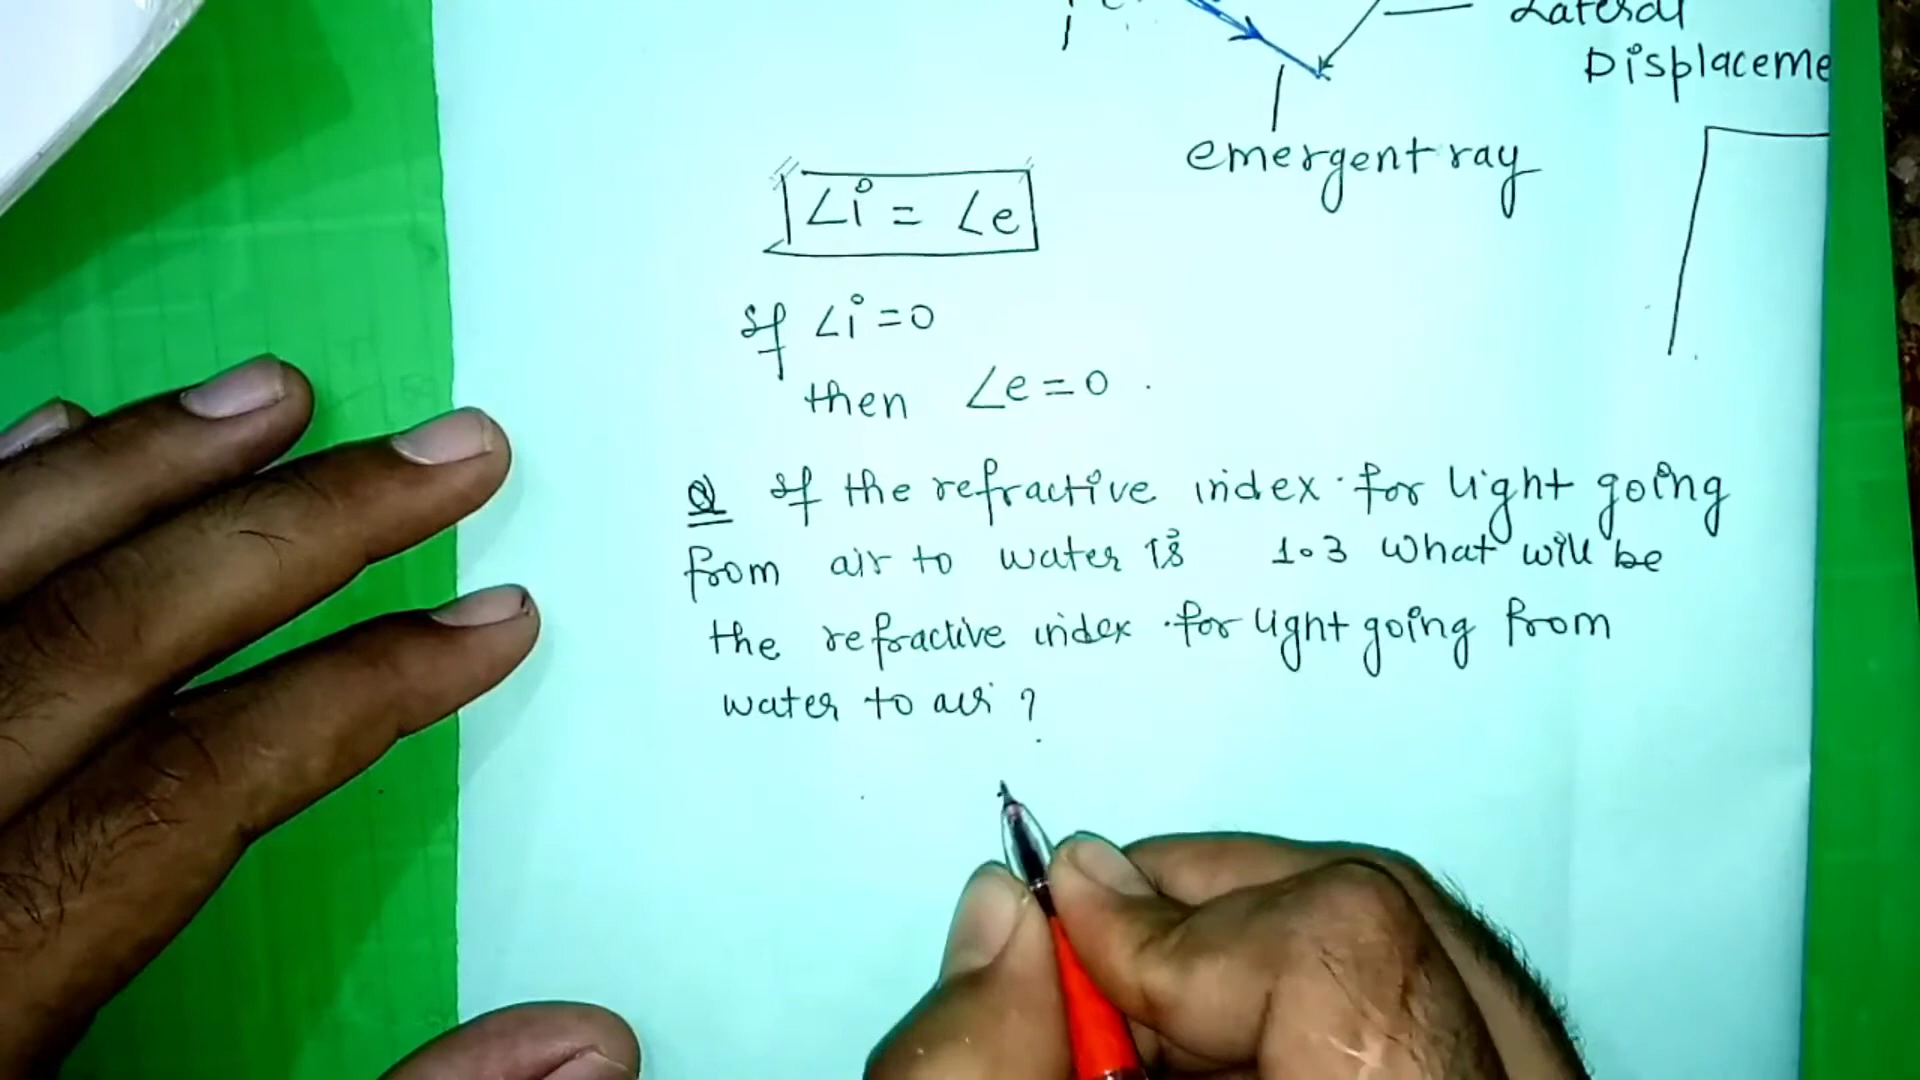 Lateral
Displaceme
emergent ray
∠i = ∠e
If ∠i = 0
then ∠e = 0
Q If the refractive index for light going
from air to water is 1.3 What will be
the refractive index for light going from
water to air ?